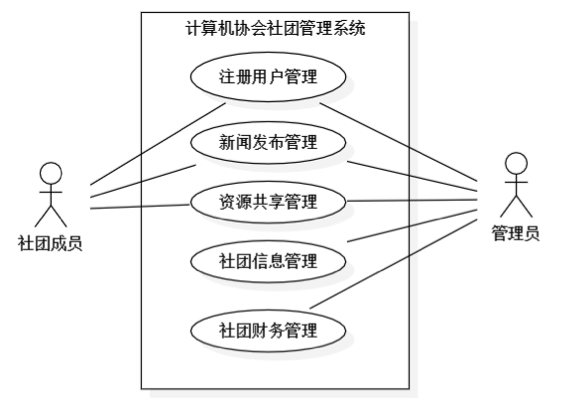 计算机协会社团管理系统
注册用户管理
新闻发布管理
资源共享管理
社团信息管理
社团财务管理
社团成员
管理员